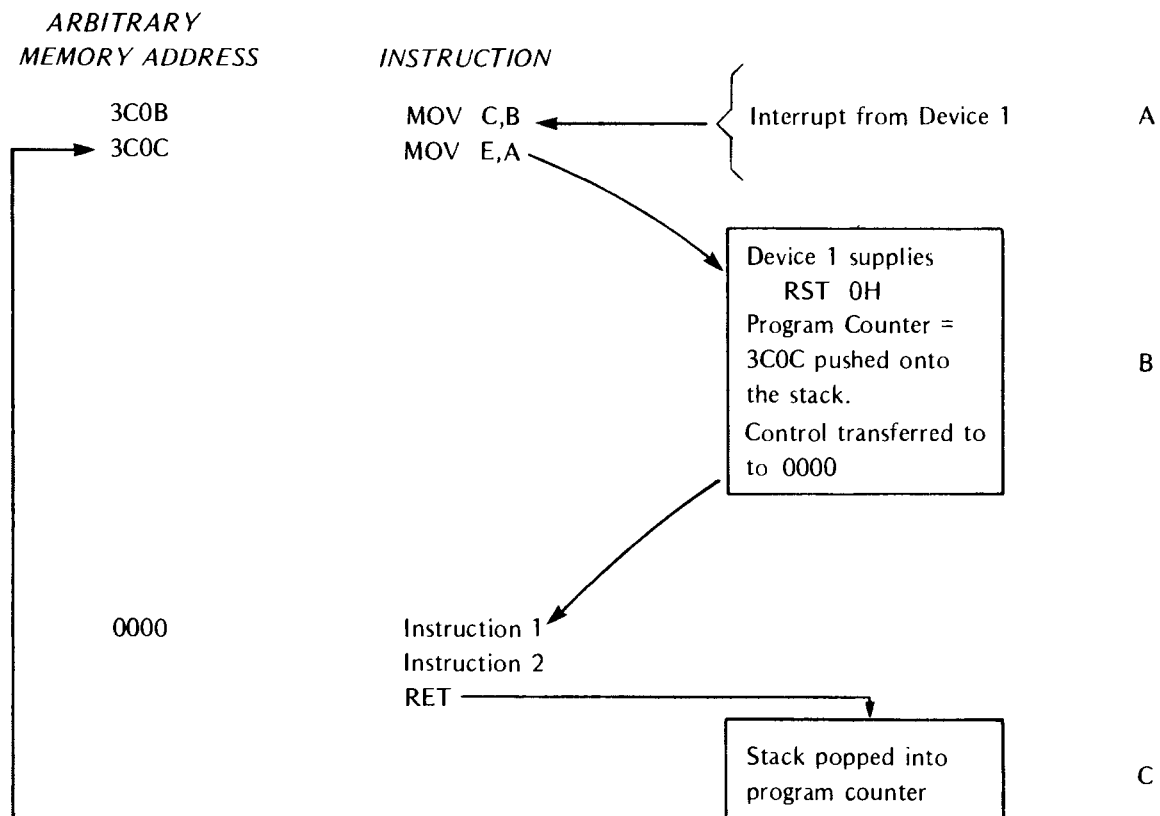 ARBITRARY
MEMORY ADDRESS INSTRUCTION
3C0B MOV C,B Interrupt from Device 1 A
3C0C MOV E,A
Device 1 supplies
RST 0H
Program Counter =
3C0C pushed onto B
the stack.
Control transferred to
to 0000
0000 Instruction 1
Instruction 2
RET
Stack popped into
program counter C